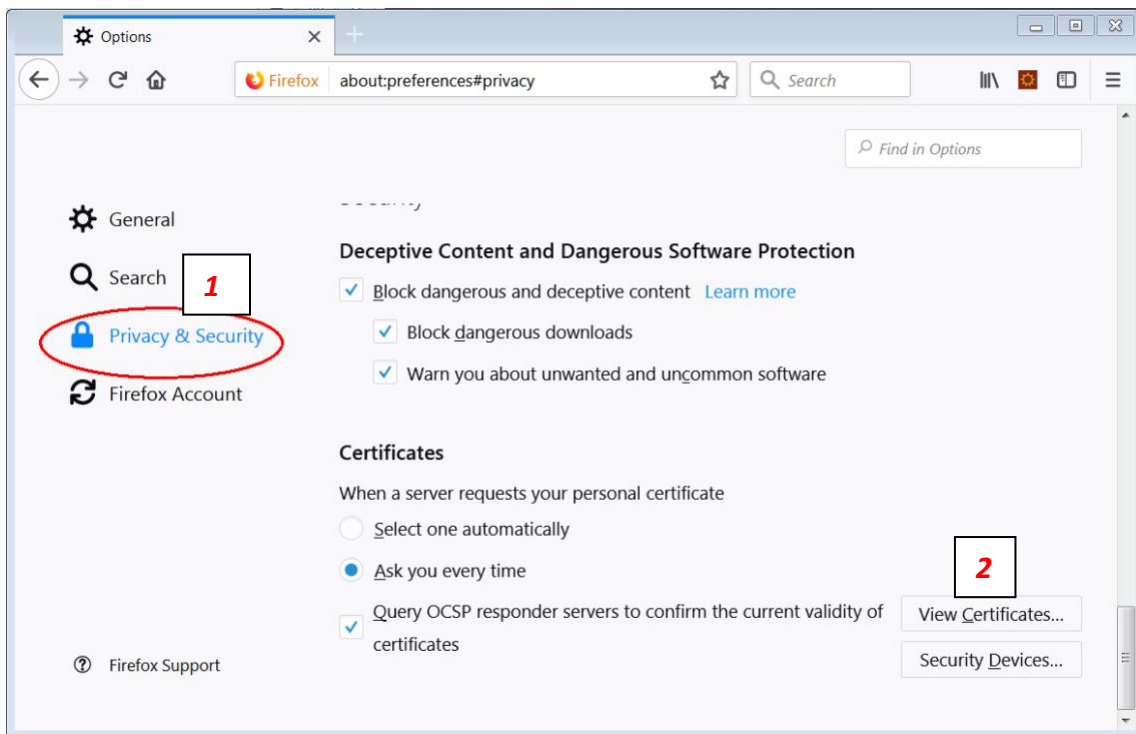 Options
Firefox about:preferences#privacy Search
Find in Options
General
Search
1
Privacy & Security
Firefox Account
Firefox Support
Security
Deceptive Content and Dangerous Software Protection
Block dangerous and deceptive content Learn more
Block dangerous downloads
Warn you about unwanted and uncommon software
Certificates
When a server requests your personal certificate
Select one automatically
Ask you every time
Query OCSP responder servers to confirm the current validity of
certificates
2
View Certificates...
Security Devices...